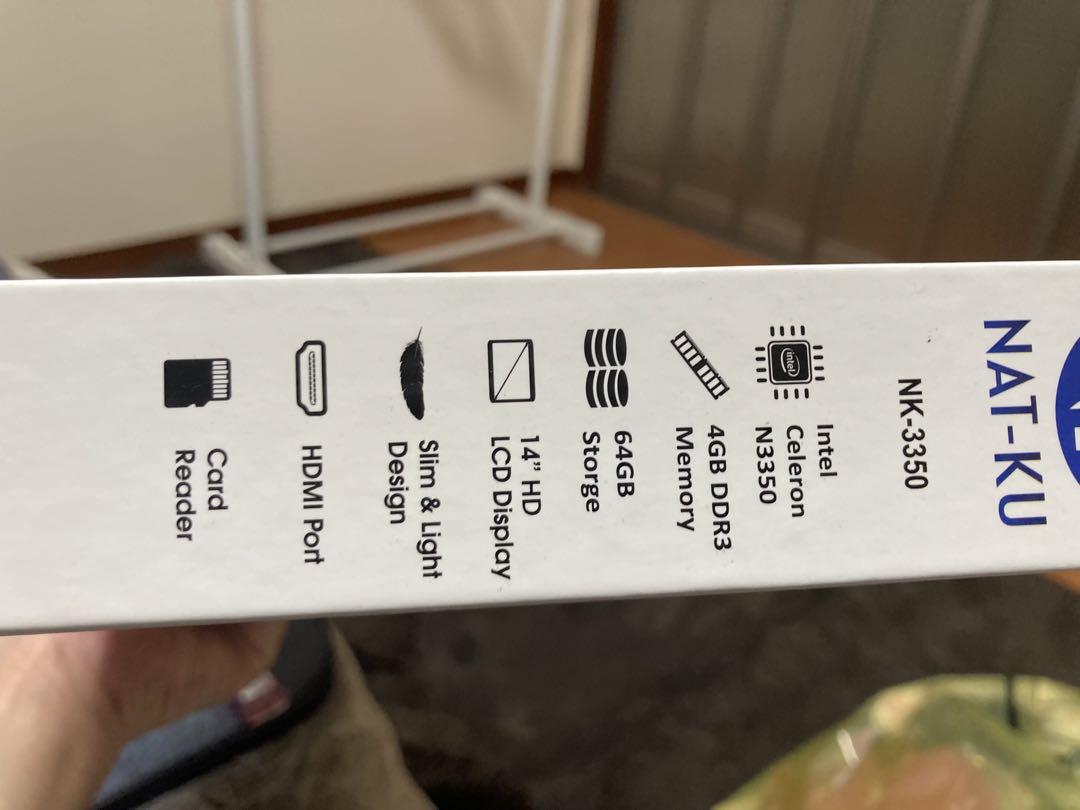 NAT-KU
NK-3350
intel
Intel
Celeron
N3350
4GB DDR3
Memory
64GB
Storge
14” HD
LCD Display
Slim & Light
Design
HDMI Port
Card
Reader